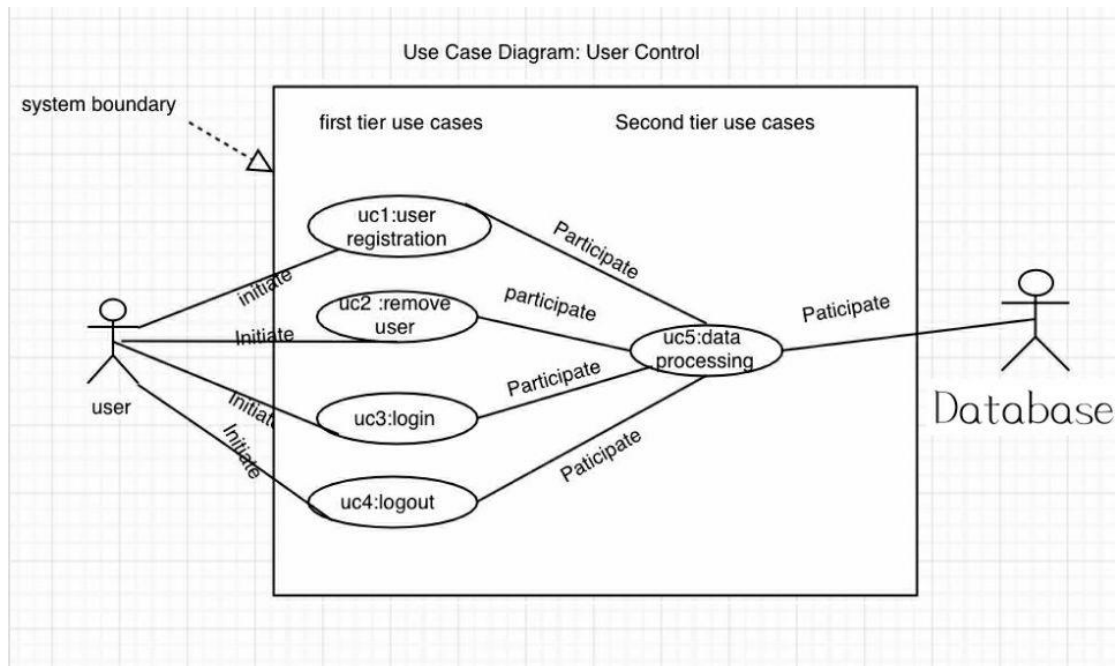 Use Case Diagram: User Control
system boundary
first tier use cases
Second tier use cases
uc1:user
registration
Participate
initiate
uc2 :remove
user
participate
Paticipate
Initiate
uc5:data
processing
Participate
user
Initiate
uc3:login
Database
Initiate
Paticipate
uc4:logout